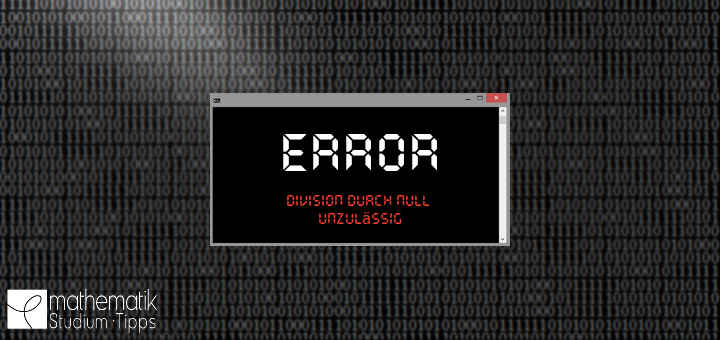 ERROR
DIVISION DURCH NULL
UNZULÄSSIG
mathematik
Studium·Tipps